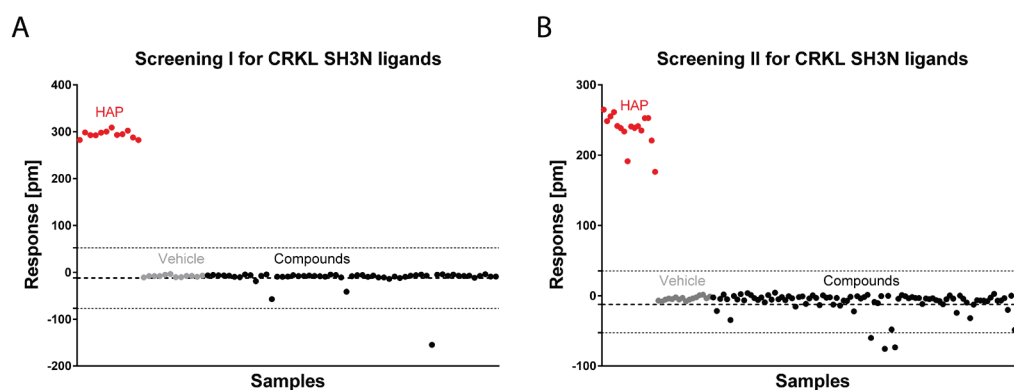 A
Screening I for CRKL SH3N ligands
400
300
200
100
0
-100
-200
Response [pm]
HAP
Vehicle
Compounds
Samples
B
Screening II for CRKL SH3N ligands
300
200
100
0
-50
-100
Response [pm]
HAP
Vehicle
Compounds
Samples